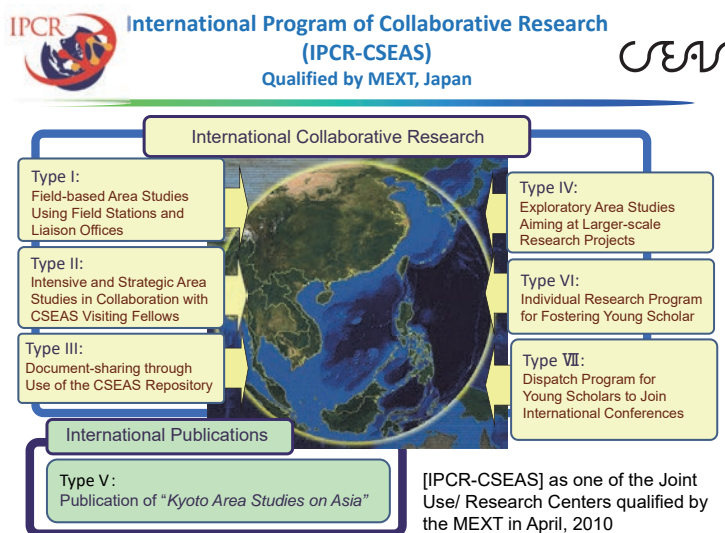 IPCR
International Program of Collaborative Research
(IPCR-CSEAS)
Qualified by MEXT, Japan
CSEAS
International Collaborative Research
Type I:
Field-based Area Studies
Using Field Stations and
Liaison Offices
Type II:
Intensive and Strategic Area
Studies in Collaboration with
CSEAS Visiting Fellows
Type III:
Document-sharing through
Use of the CSEAS Repository
Type IV:
Exploratory Area Studies
Aiming at Larger-scale
Research Projects
Type VI:
Individual Research Program
for Fostering Young Scholar
Type Ⅶ:
Dispatch Program for
Young Scholars to Join
International Conferences
International Publications
Type V:
Publication of "Kyoto Area Studies on Asia"
[IPCR-CSEAS] as one of the Joint
Use/ Research Centers qualified by
the MEXT in April, 2010